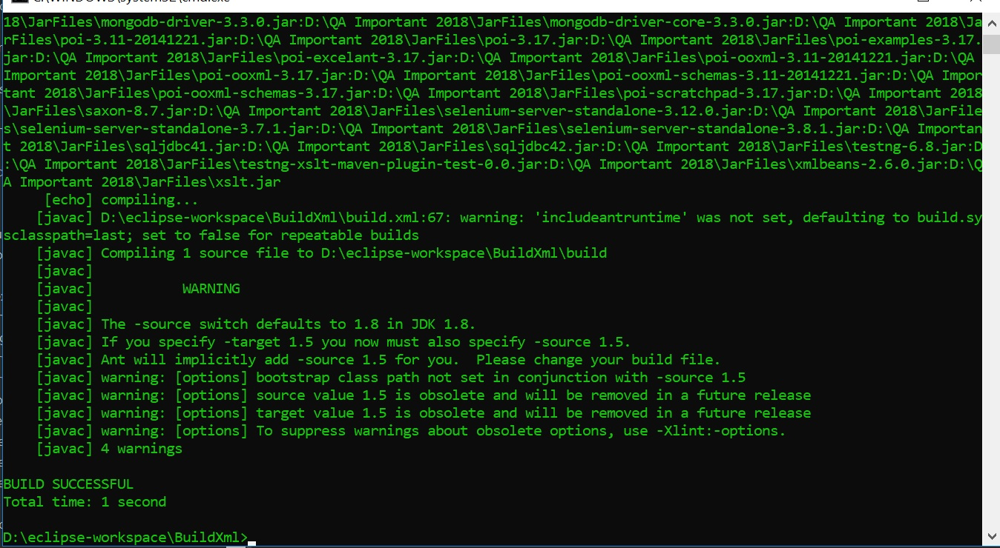 18\JarFiles\mongodb-driver-3.3.0.jar:D:\QA Important 2018\JarFiles\mongodb-driver-core-3.3.0.jar:D:\QA Important 2018\Ja
rFiles\poi-3.11-20141221.jar:D:\QA Important 2018\JarFiles\poi-3.17.jar:D:\QA Important 2018\JarFiles\poi-examples-3.17.
jar:D:\QA Important 2018\JarFiles\poi-excelant-3.17.jar:D:\QA Important 2018\JarFiles\poi-ooxml-3.11-20141221.jar:D:\QA
Important 2018\JarFiles\poi-ooxml-3.17.jar:D:\QA Important 2018\JarFiles\poi-ooxml-schemas-3.11-20141221.jar:D:\QA Impor
tant 2018\JarFiles\poi-ooxml-schemas-3.17.jar:D:\QA Important 2018\JarFiles\poi-scratchpad-3.17.jar:D:\QA Important 2018
\JarFiles\saxon-8.7.jar:D:\QA Important 2018\JarFiles\selenium-server-standalone-3.12.0.jar:D:\QA Important 2018\JarFile
s\selenium-server-standalone-3.7.1.jar:D:\QA Important 2018\JarFiles\selenium-server-standalone-3.8.1.jar:D:\QA Importan
t 2018\JarFiles\sqljdbc41.jar:D:\QA Important 2018\JarFiles\sqljdbc42.jar:D:\QA Important 2018\JarFiles\testng-6.8.jar:D
:\QA Important 2018\JarFiles\testng-xslt-maven-plugin-test-0.0.jar:D:\QA Important 2018\JarFiles\xmlbeans-2.6.0.jar:D:\Q
A Important 2018\JarFiles\xslt.jar
[echo] compiling...
[javac] D:\eclipse-workspace\BuildXml\build.xml:67: warning: 'includeantruntime' was not set, defaulting to build.sy
sclasspath=last; set to false for repeatable builds
[javac] Compiling 1 source file to D:\eclipse-workspace\BuildXml\build
[javac]
[javac] WARNING
[javac]
[javac] The -source switch defaults to 1.8 in JDK 1.8.
[javac] If you specify -target 1.5 you now must also specify -source 1.5.
[javac] Ant will implicitly add -source 1.5 for you.  Please change your build file.
[javac] warning: [options] bootstrap class path not set in conjunction with -source 1.5
[javac] warning: [options] source value 1.5 is obsolete and will be removed in a future release
[javac] warning: [options] target value 1.5 is obsolete and will be removed in a future release
[javac] warning: [options] To suppress warnings about obsolete options, use -Xlint:-options.
[javac] 4 warnings
BUILD SUCCESSFUL
Total time: 1 second
D:\eclipse-workspace\BuildXml>